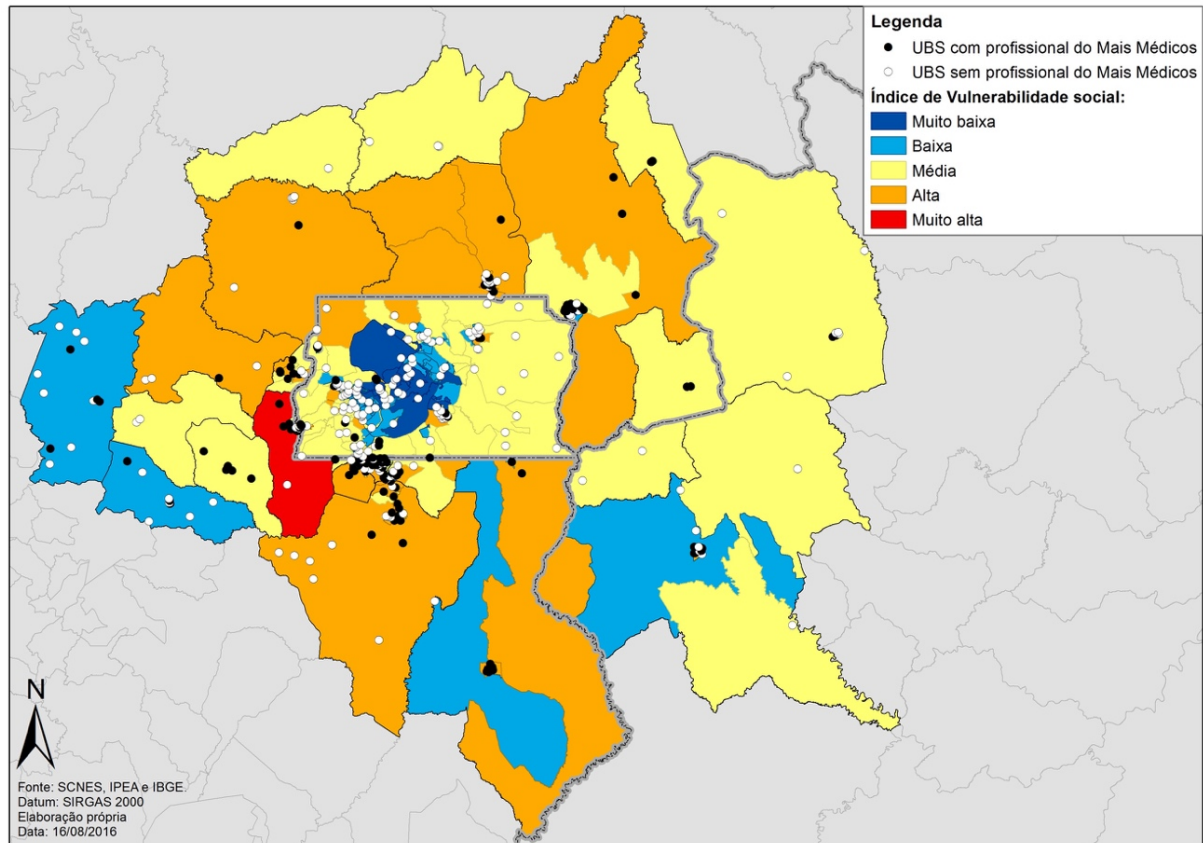 Legenda
UBS com profissional do Mais Médicos
UBS sem profissional do Mais Médicos
Índice de Vulnerabilidade social:
Muito baixa
Baixa
Média
Alta
Muito alta
N
Fonte: SCNES, IPEA e IBGE.
Datum: SIRGAS 2000
Elaboração própria
Data: 16/08/2016